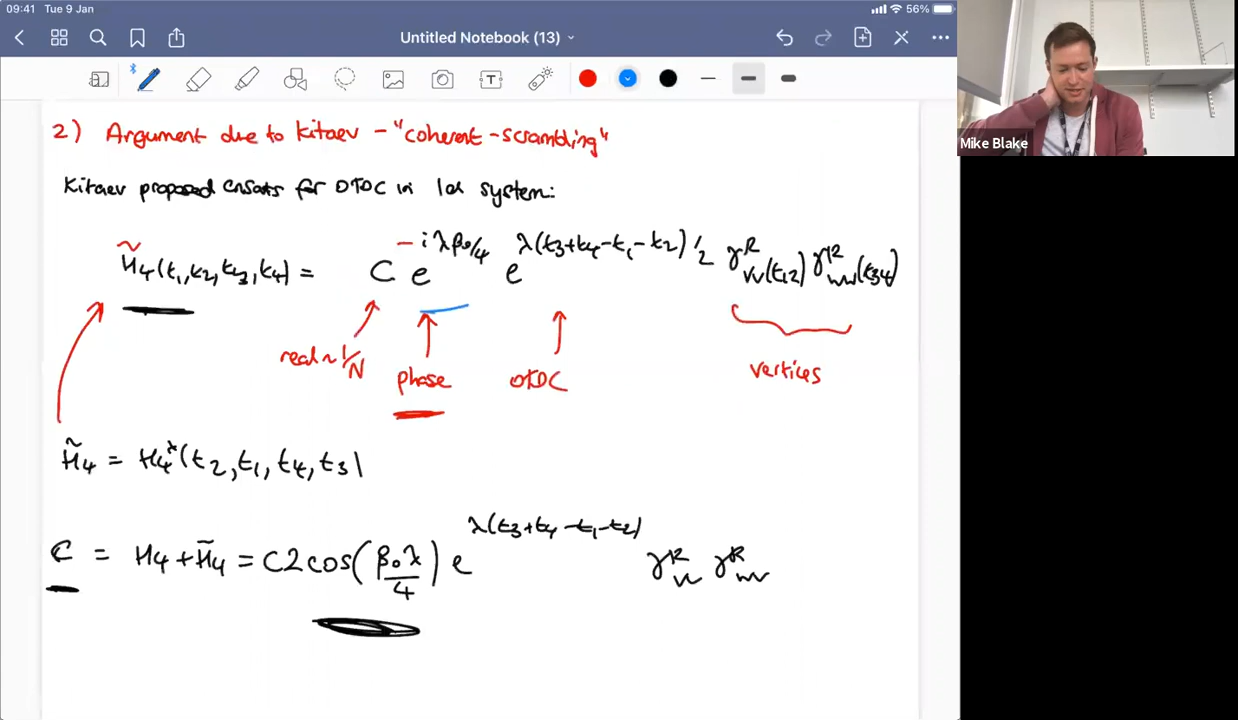 09:41 Tue 9 Jan 56%
Untitled Notebook (13)
Mike Blake
2) Argument due to Kitaev - "coherent-scrambling"
Kitaev proposed ansats for OTOC in 1d system:
H̃₄(t₁,t₂,t₃,t₄) = C e^{-iλβ₀/4} e^{λ(t₃+t₄-t₁-t₂)/2} γ^R_{VV}(t₁₂) γ^R_{WW}(t₃₄)
real ~ 1/N
phase
OTOC
vertices
H̃₄ = H₄*(t₂,t₁,t₄,t₃)
C = H₄ + H̃₄ = C2cos(β₀λ/4) e^{λ(t₃+t₄-t₁-t₂)} γ^R_{VV} γ^R_{WW}